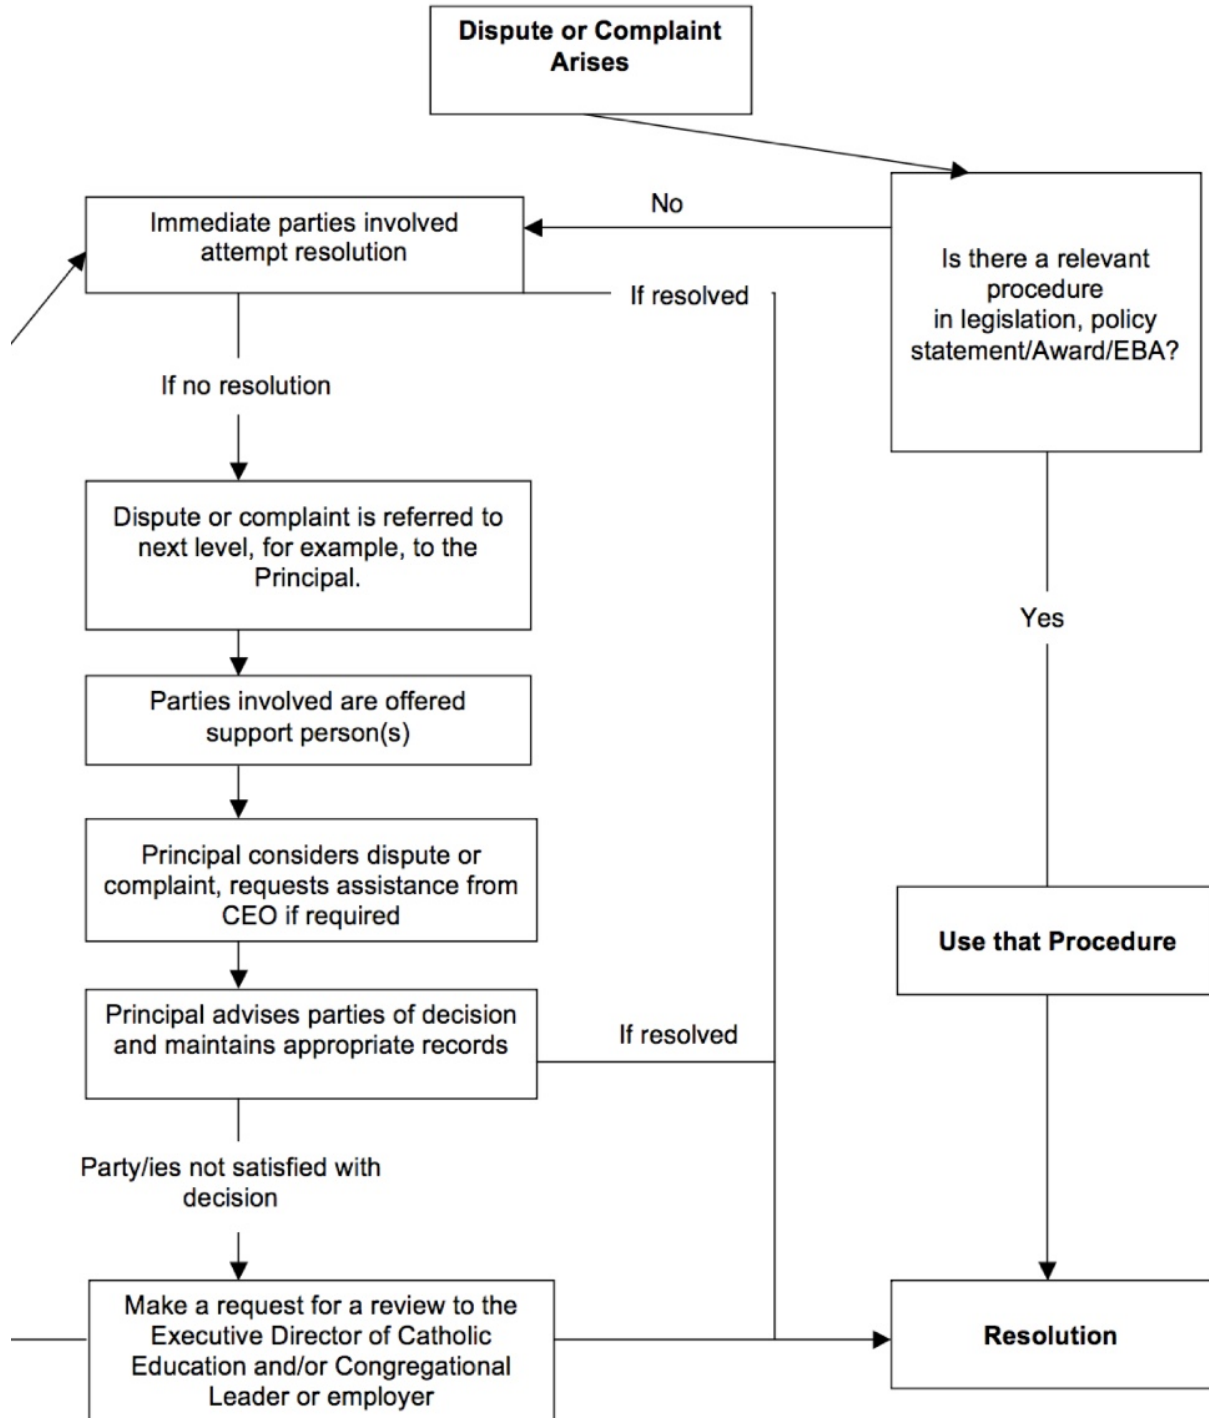 Dispute or Complaint
Arises
No
Immediate parties involved
attempt resolution
Is there a relevant
procedure
in legislation, policy
statement/Award/EBA?
If resolved
If no resolution
Dispute or complaint is referred to
next level, for example, to the
Principal.
Yes
Parties involved are offered
support person(s)
Principal considers dispute or
complaint, requests assistance from
CEO if required
Use that Procedure
Principal advises parties of decision
and maintains appropriate records
If resolved
Party/ies not satisfied with
decision
Make a request for a review to the
Executive Director of Catholic
Education and/or Congregational
Leader or employer
Resolution